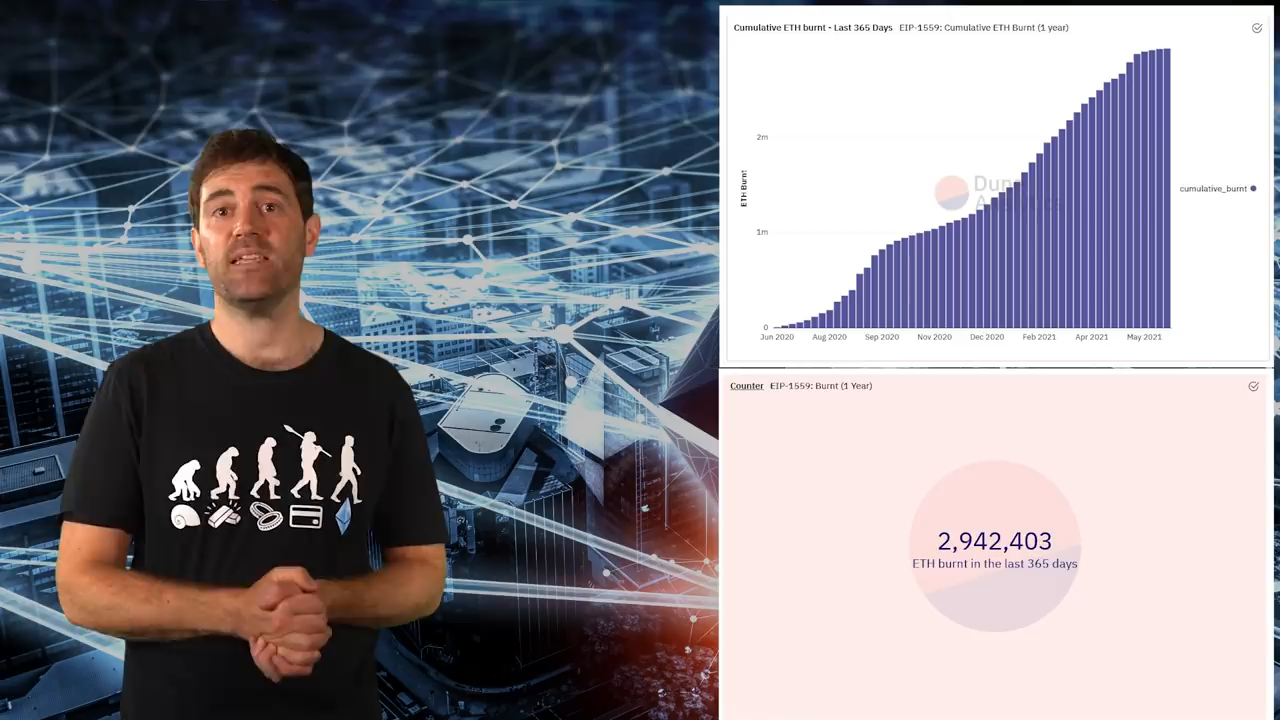 Cumulative ETH burnt - Last 365 Days EIP-1559: Cumulative ETH Burnt (1 year)
2m
1m
0
ETH Burnt
Dune
Analytics
cumulative_burnt
Jun 2020 Aug 2020 Sep 2020 Nov 2020 Dec 2020 Feb 2021 Apr 2021 May 2021
Counter EIP-1559: Burnt (1 Year)
2,942,403
ETH burnt in the last 365 days